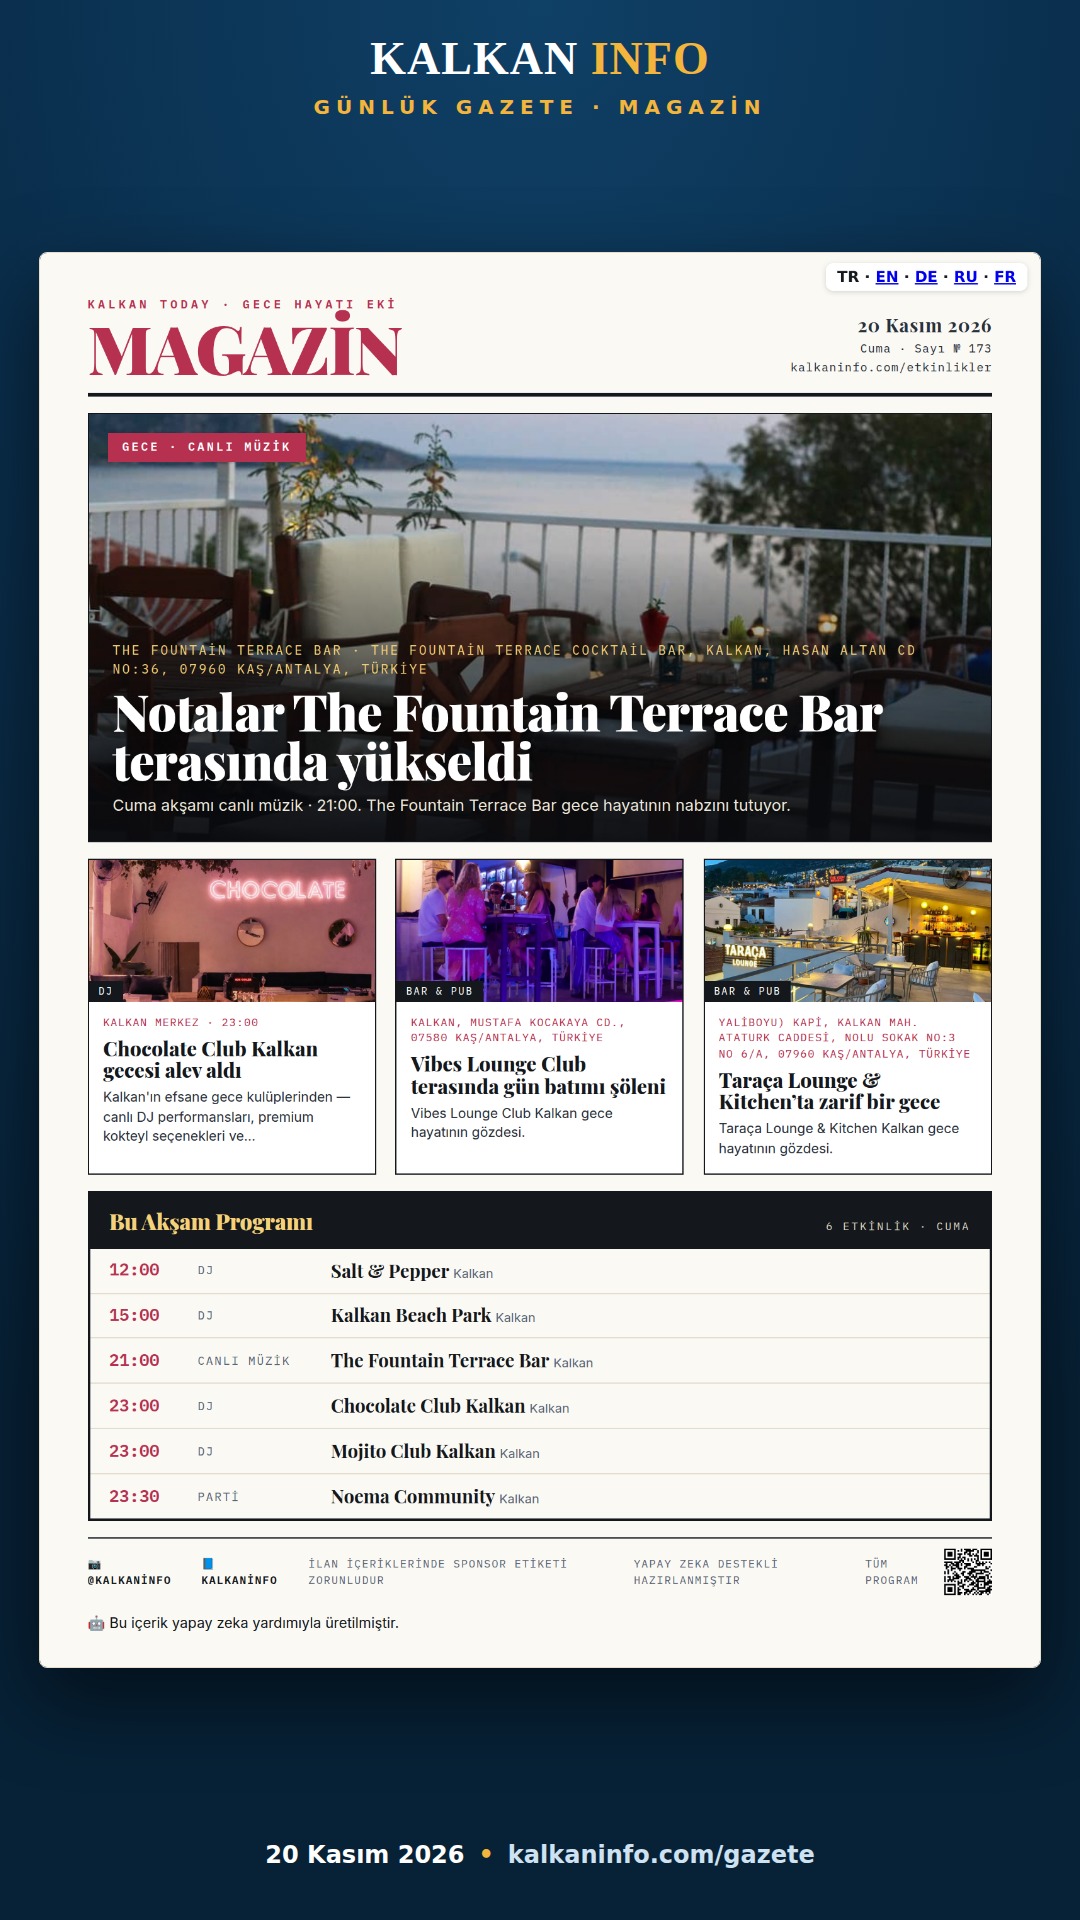 KALKAN INFO
GÜNLÜK GAZETE · MAGAZİN
TR · EN · DE · RU · FR
KALKAN TODAY · GECE HAYATI EKİ
MAGAZİN
20 Kasım 2026
Cuma · Sayı № 173
kalkaninfo.com/etkinlikler
GECE · CANLI MÜZİK
THE FOUNTAIN TERRACE BAR · THE FOUNTAIN TERRACE COCKTAIL BAR, KALKAN, HASAN ALTAN CD
NO:36, 07960 KAŞ/ANTALYA, TÜRKIYE
Notalar The Fountain Terrace Bar
terasında yükseldi
Cuma akşamı canlı müzik · 21:00. The Fountain Terrace Bar gece hayatının nabzını tutuyor.
CHOCOLATE
DJ
KALKAN MERKEZ · 23:00
Chocolate Club Kalkan
gecesi alev aldı
Kalkan'ın efsane gece kulüplerinden —
canlı DJ performansları, premium
kokteyl seçenekleri ve...
BAR & PUB
KALKAN, MUSTAFA KOCAKAYA CD.,
07580 KAŞ/ANTALYA, TÜRKİYE
Vibes Lounge Club
terasında gün batımı şöleni
Vibes Lounge Club Kalkan gece
hayatının gözdesi.
TARAÇA
LOUNGE
BAR & PUB
YALİBOYU) KAPİ, KALKAN MAH.
ATATURK CADDESİ, NOLU SOKAK NO:3
NO 6/A, 07960 KAŞ/ANTALYA, TÜRKİYE
Taraça Lounge &
Kitchen’ta zarif bir gece
Taraça Lounge & Kitchen Kalkan gece
hayatının gözdesi.
Bu Akşam Programı
6 ETKİNLİK · CUMA
12:00 DJ Salt & Pepper Kalkan
15:00 DJ Kalkan Beach Park Kalkan
21:00 CANLI MÜZİK The Fountain Terrace Bar Kalkan
23:00 DJ Chocolate Club Kalkan Kalkan
23:00 DJ Mojito Club Kalkan Kalkan
23:30 PARTİ Noema Community Kalkan
📷 @KALKANİNFO
📘 KALKANİNFO
İLAN İÇERİKLERİNDE SPONSOR ETİKETİ
ZORUNLUDUR
YAPAY ZEKA DESTEKLİ
HAZIRLANMIŞTIR
TÜM
PROGRAM
🤖 Bu içerik yapay zeka yardımıyla üretilmiştir.
20 Kasım 2026 • kalkaninfo.com/gazete